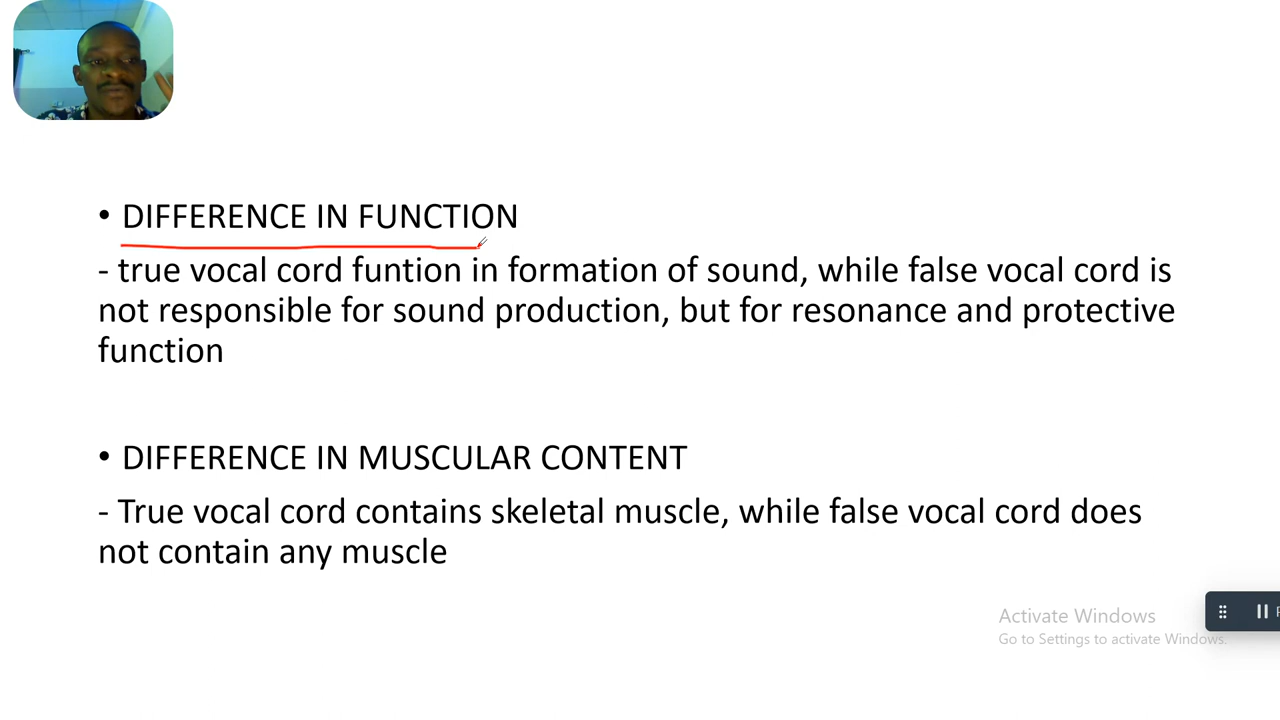 • DIFFERENCE IN FUNCTION
- true vocal cord funtion in formation of sound, while false vocal cord is
not responsible for sound production, but for resonance and protective
function
• DIFFERENCE IN MUSCULAR CONTENT
- True vocal cord contains skeletal muscle, while false vocal cord does
not contain any muscle
Activate Windows
Go to Settings to activate Windows.